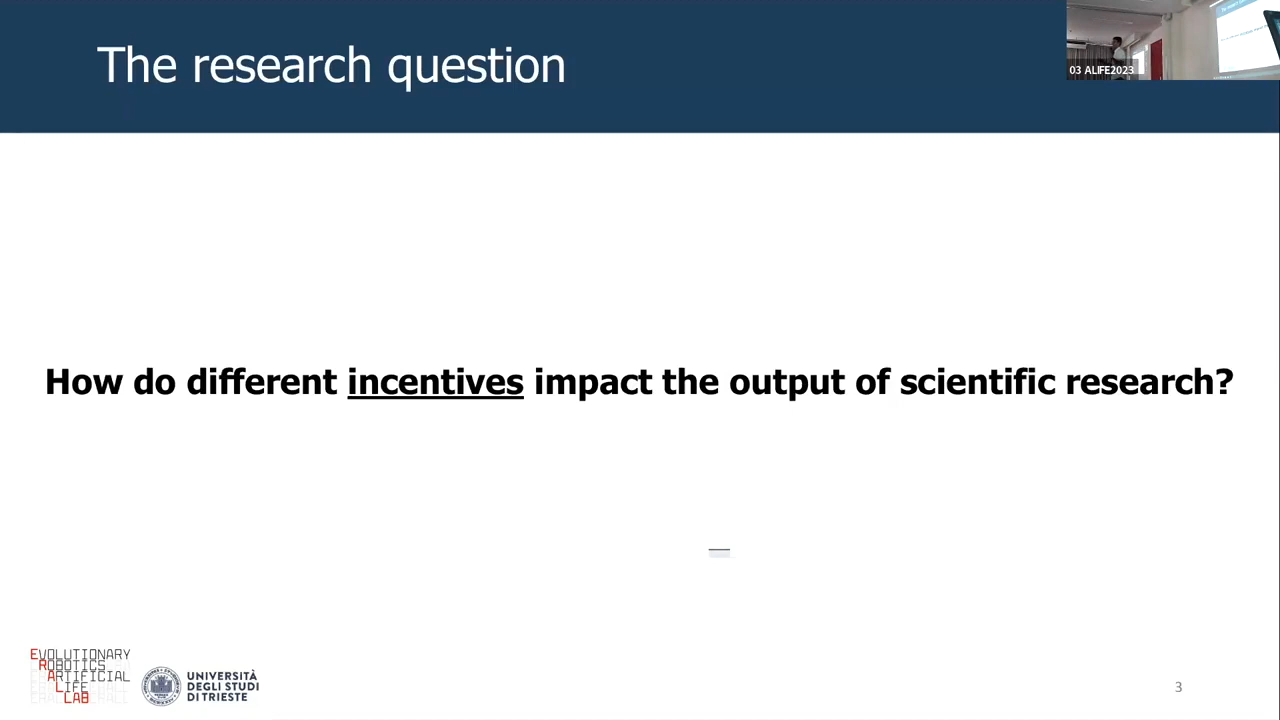 The research question
03 ALIFE2023
How do different incentives impact the output of scientific research?
EVOLUTIONARY
ROBOTICS
ARTIFICIAL
LIFE
LAB
UNIVERSITÀ
DEGLI STUDI
DI TRIESTE
3